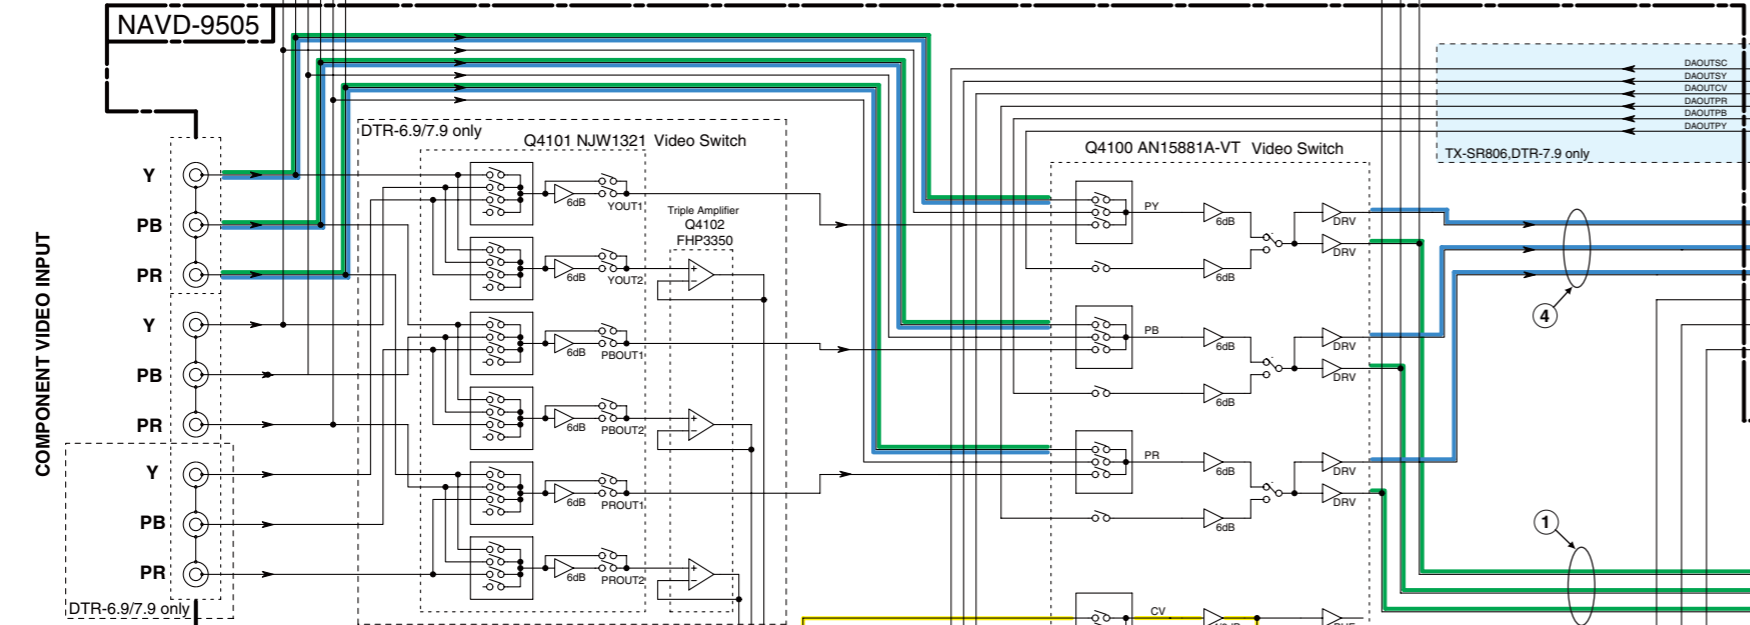 NAVD-9505
DAOUTSC
DAOUTSY
DAOUTCV
DAOUTPR
DAOUTPB
DAOUTPY
TX-SR806,DTR-7.9 only
DTR-6.9/7.9 only
Q4101 NJW1321 Video Switch
Q4100 AN15881A-VT Video Switch
COMPONENT VIDEO INPUT
Y
PB
PR
Y
PB
PR
Y
PB
PR
DTR-6.9/7.9 only
6dB
YOUT1
6dB
YOUT2
6dB
PBOUT1
6dB
PBOUT2
6dB
PROUT1
6dB
PROUT2
Triple Amplifier
Q4102
FHP3350
+
−
+
−
+
−
PY
6dB
6dB
DRV
DRV
PB
6dB
6dB
DRV
DRV
PR
6dB
6dB
DRV
DRV
CV
4
1